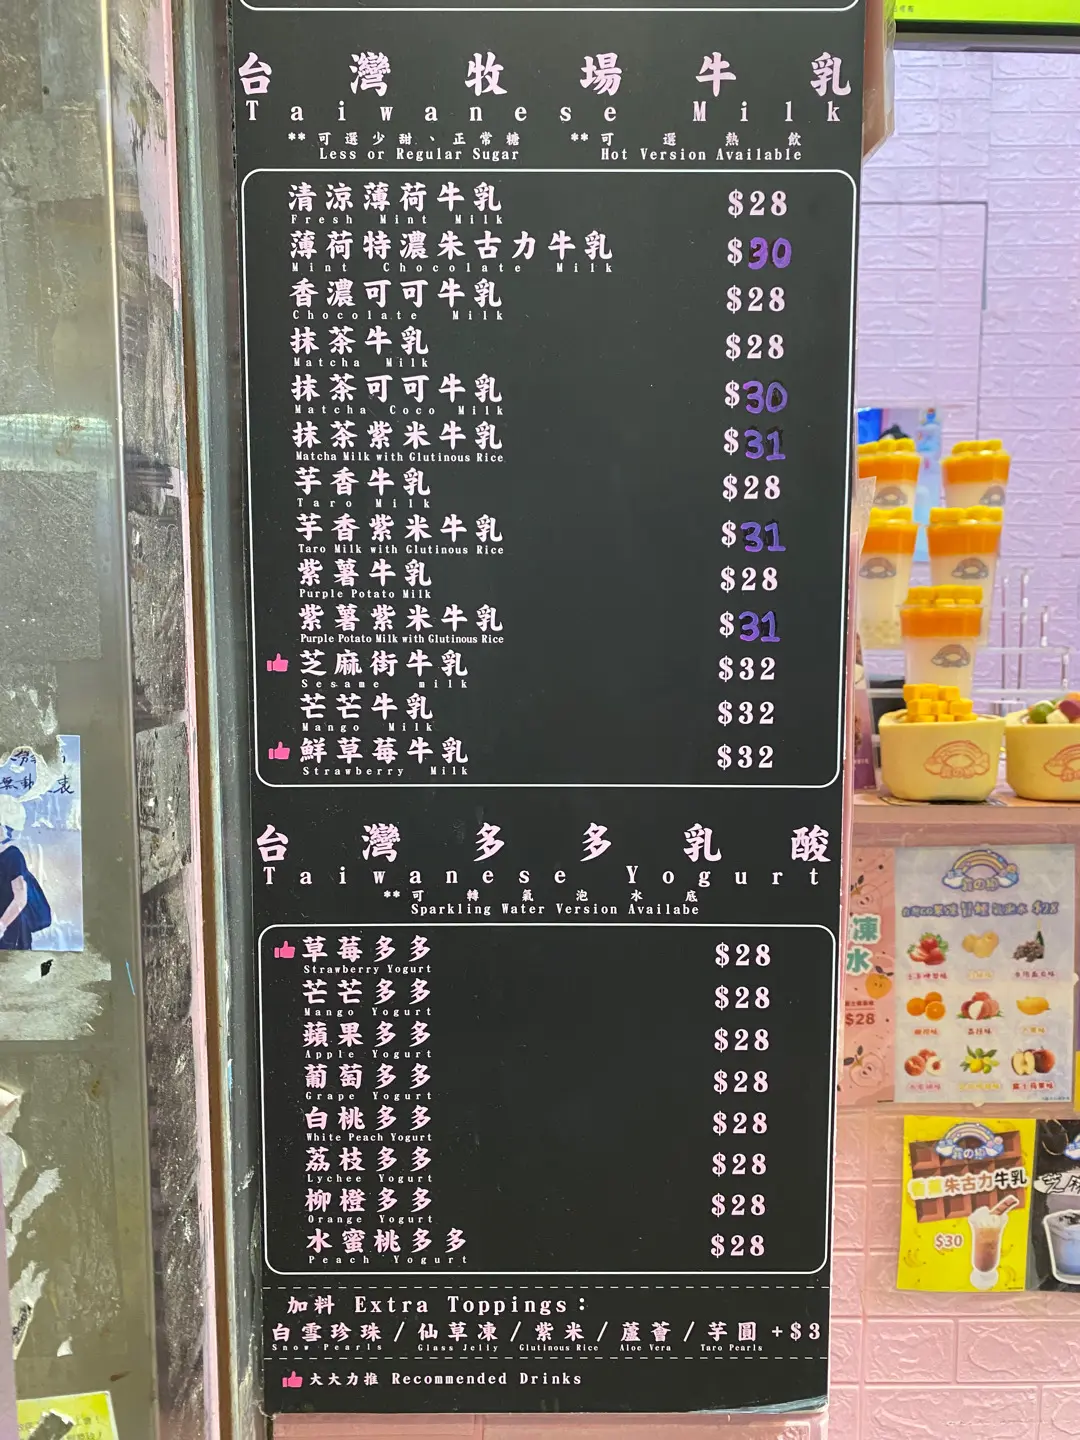 台灣牧場牛乳
Taiwanese Milk
**可選少甜、正常糖 **可選熱飲
Less or Regular Sugar Hot Version Available
清涼薄荷牛乳 $28
Fresh Mint Milk
薄荷特濃朱古力牛乳 $30
Mint Chocolate Milk
香濃可可牛乳 $28
Chocolate Milk
抹茶牛乳 $28
Matcha Milk
抹茶可可牛乳 $30
Matcha Coco Milk
抹茶紫米牛乳 $31
Matcha Milk with Glutinous Rice
芋香牛乳 $28
Taro Milk
芋香紫米牛乳 $31
Taro Milk with Glutinous Rice
紫薯牛乳 $28
Purple Potato Milk
紫薯紫米牛乳 $31
Purple Potato Milk with Glutinous Rice
芝麻街牛乳 $32
Sesame milk
芒芒牛乳 $32
Mango Milk
鮮草莓牛乳 $32
Strawberry Milk
台灣多多乳酸
Taiwanese Yogurt
**可轉氣泡水底
Sparkling Water Version Availabe
草莓多多 $28
Strawberry Yogurt
芒芒多多 $28
Mango Yogurt
蘋果多多 $28
Apple Yogurt
葡萄多多 $28
Grape Yogurt
白桃多多 $28
White Peach Yogurt
荔枝多多 $28
Lychee Yogurt
柳橙多多 $28
Orange Yogurt
水蜜桃多多 $28
Peach Yogurt
加料 Extra Toppings：
白雪珍珠/仙草凍/紫米/蘆薈/芋圓+$3
Snow Pearls Glass Jelly Glutinous Rice Aloe Vera Taro Pearls
大大力推 Recommended Drinks
凍
水
$28
$28
朱古力牛乳
$30